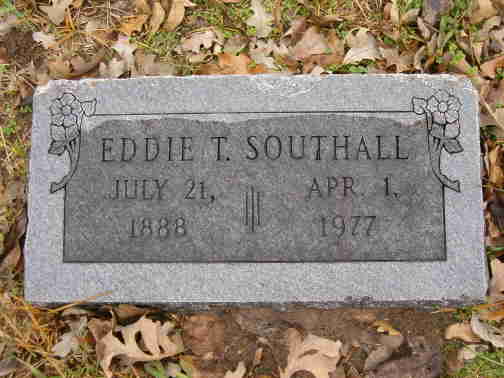 EDDIE T. SOUTHALL
JULY 21, APR. 1,
1888 1977